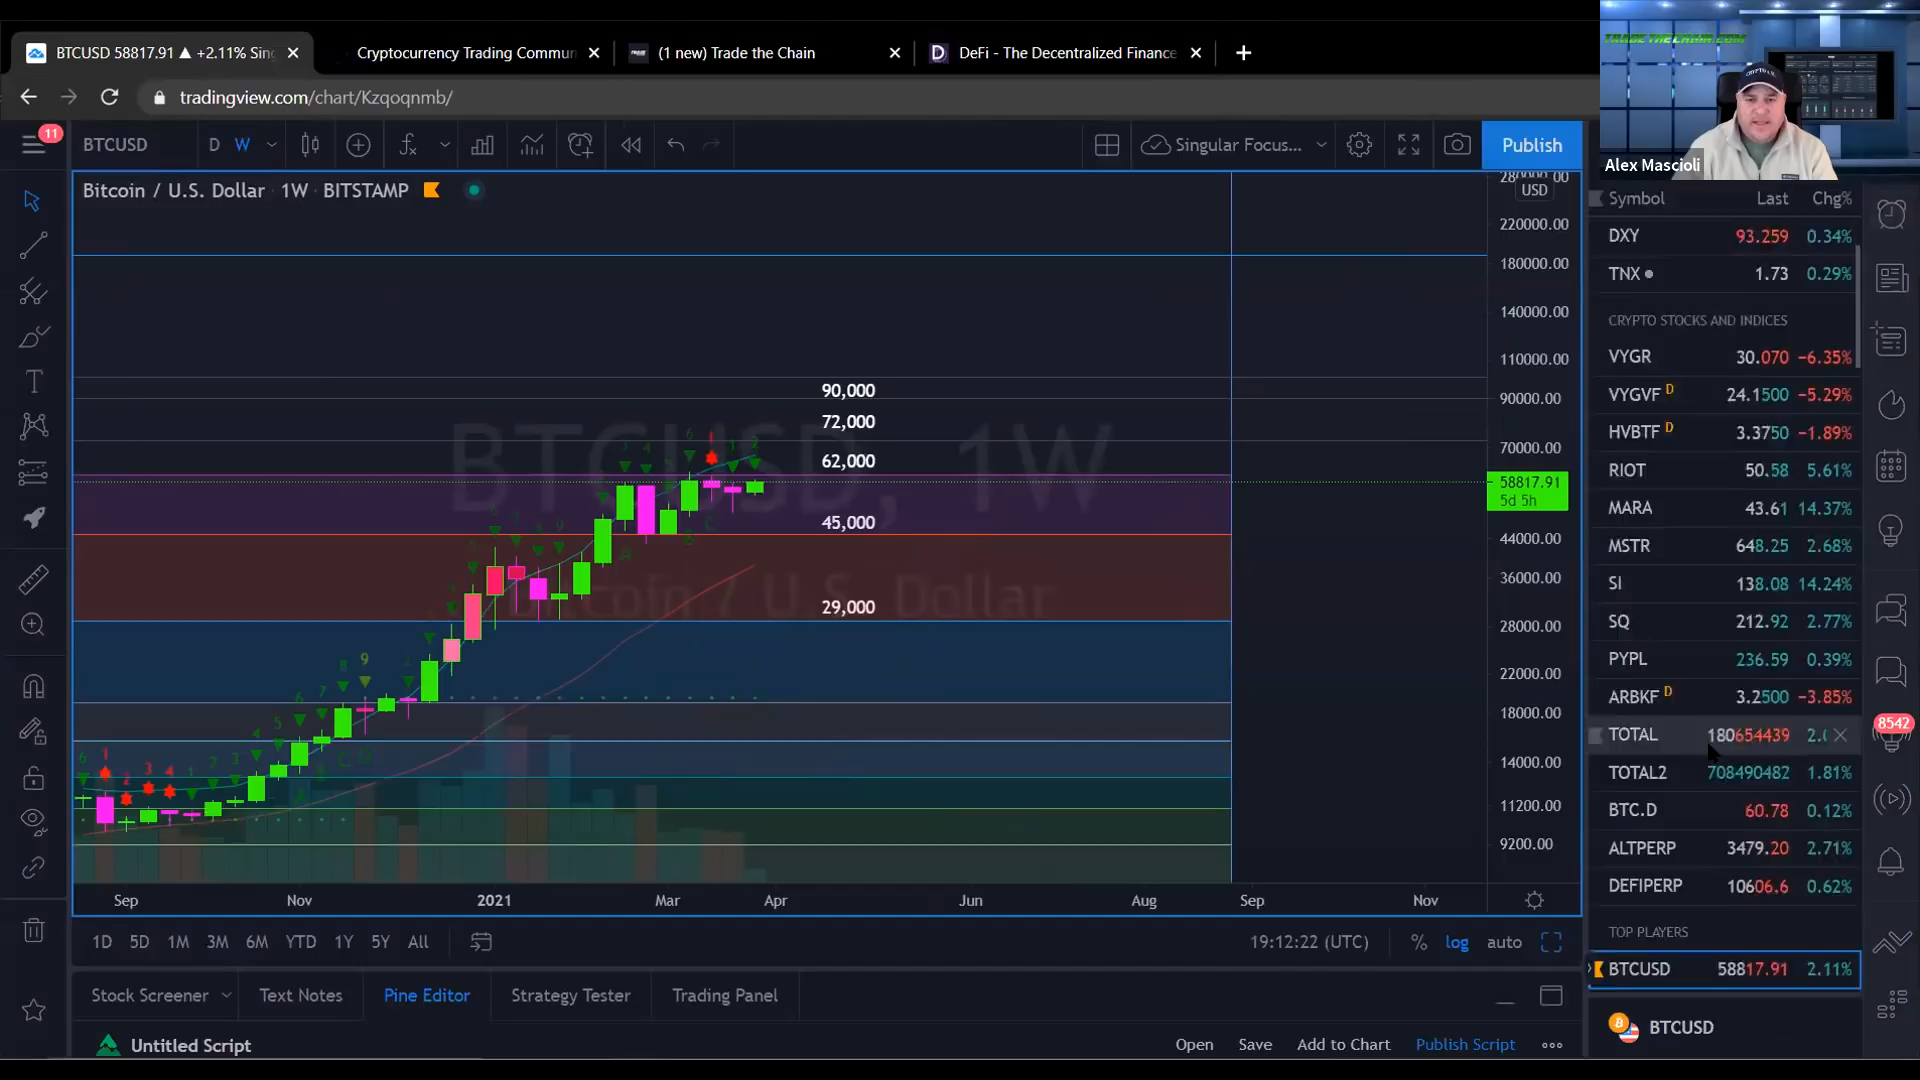 BTCUSD 58817.91 ▲ +2.11% Sin
Cryptocurrency Trading Commun
(1 new) Trade the Chain
DeFi - The Decentralized Finance
TRADETHECHAIN.COM
Alex Mascioli
tradingview.com/chart/Kzqoqnmb/
11
BTCUSD
D
W
Singular Focus...
Publish
Bitcoin / U.S. Dollar 1W BITSTAMP
USD
BTCUSD, 1W
Bitcoin / U.S. Dollar
90,000
72,000
62,000
45,000
29,000
280000.00
220000.00
180000.00
140000.00
110000.00
90000.00
70000.00
58817.91
5d 5h
44000.00
36000.00
28000.00
22000.00
18000.00
14000.00
11200.00
9200.00
Sep Nov 2021 Mar Apr Jun Aug Sep Nov
1D 5D 1M 3M 6M YTD 1Y 5Y All
19:12:22 (UTC) % log auto
Stock Screener Text Notes Pine Editor Strategy Tester Trading Panel
Untitled Script
Open Save Add to Chart Publish Script
Symbol Last Chg%
DXY 93.259 0.34%
TNX 1.73 0.29%
CRYPTO STOCKS AND INDICES
VYGR 30.070 −6.35%
VYGVF D 24.1500 −5.29%
HVBTF D 3.3750 −1.89%
RIOT 50.58 5.61%
MARA 43.61 14.37%
MSTR 648.25 2.68%
SI 138.08 14.24%
SQ 212.92 2.77%
PYPL 236.59 0.39%
ARBKF D 3.2500 −3.85%
TOTAL 180654439
TOTAL2 708490482 1.81%
BTC.D 60.78 0.12%
ALTPERP 3479.20 2.71%
DEFIPERP 10606.6 0.62%
TOP PLAYERS
BTCUSD 58817.91 2.11%
BTCUSD
8542